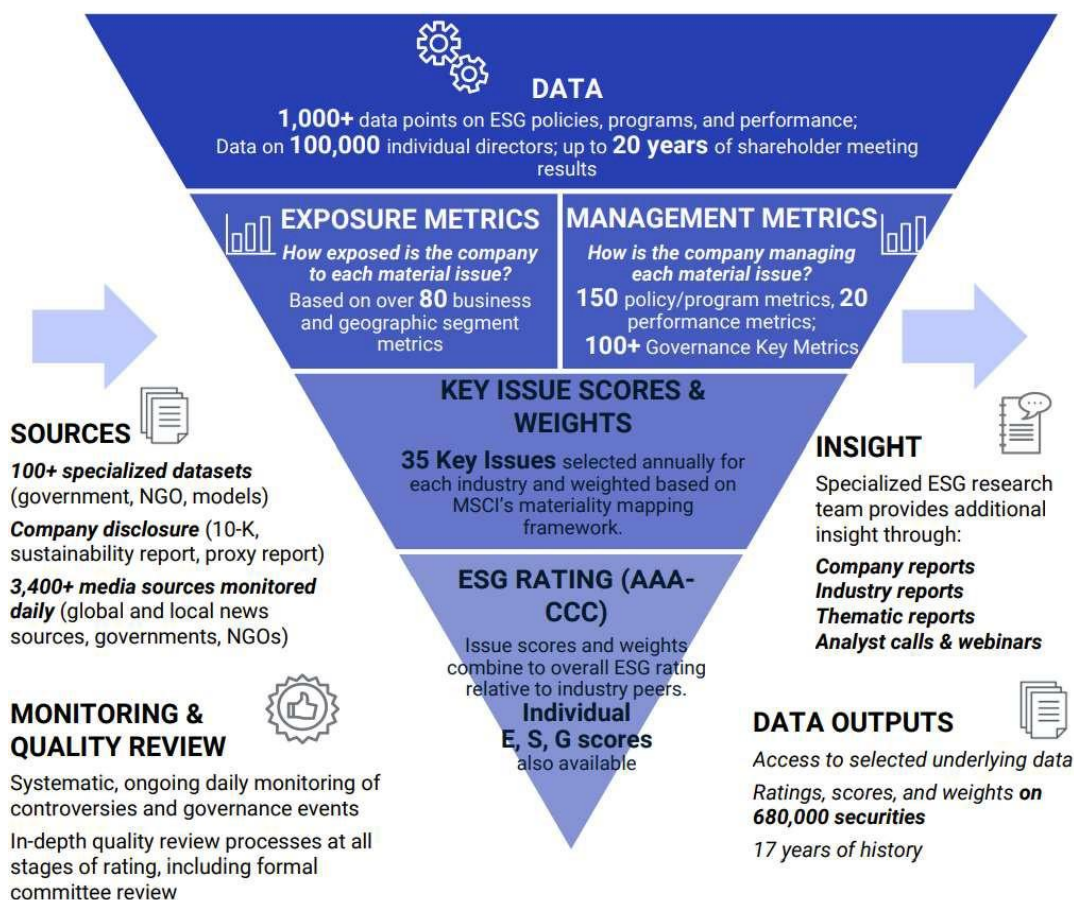 DATA
1,000+ data points on ESG policies, programs, and performance;
Data on 100,000 individual directors; up to 20 years of shareholder meeting
results
EXPOSURE METRICS
How exposed is the company
to each material issue?
Based on over 80 business
and geographic segment
metrics
MANAGEMENT METRICS
How is the company managing
each material issue?
150 policy/program metrics, 20
performance metrics;
100+ Governance Key Metrics
KEY ISSUE SCORES &
WEIGHTS
35 Key Issues selected annually for
each industry and weighted based on
MSCI's materiality mapping
framework.
ESG RATING (AAA-
CCC)
Issue scores and weights
combine to overall ESG rating
relative to industry peers.
Individual
E, S, G scores
also available
SOURCES
100+ specialized datasets
(government, NGO, models)
Company disclosure (10-K,
sustainability report, proxy report)
3,400+ media sources monitored
daily (global and local news
sources, governments, NGOs)
MONITORING &
QUALITY REVIEW
Systematic, ongoing daily monitoring of
controversies and governance events
In-depth quality review processes at all
stages of rating, including formal
committee review
INSIGHT
Specialized ESG research
team provides additional
insight through:
Company reports
Industry reports
Thematic reports
Analyst calls & webinars
DATA OUTPUTS
Access to selected underlying data
Ratings, scores, and weights on
680,000 securities
17 years of history